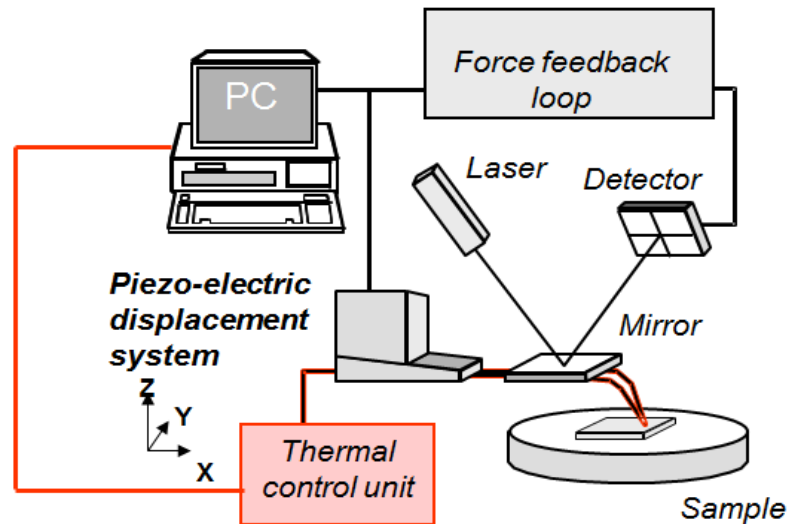 PC
Force feedback
loop
Laser
Detector
Piezo-electric
displacement
system
Mirror
Z
Y
X
Thermal
control unit
Sample